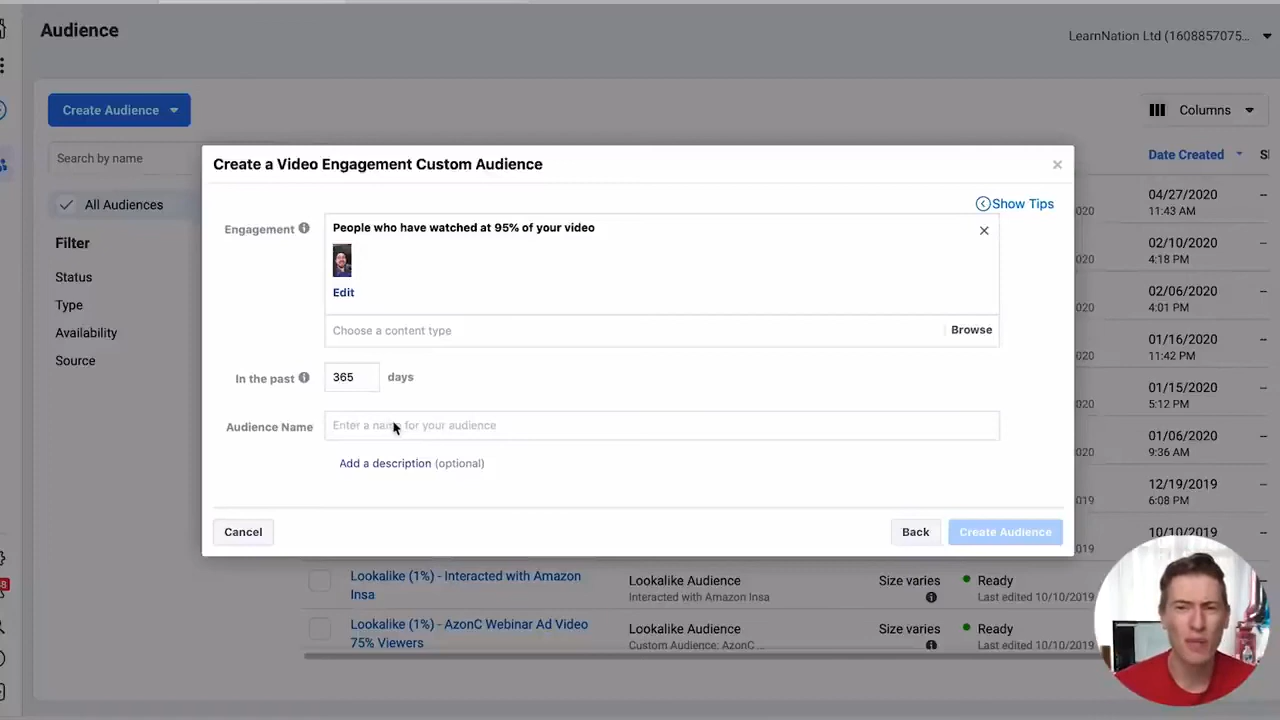 Audience
LearnNation Ltd (1608857075...
Create Audience
Columns
Search by name
Create a Video Engagement Custom Audience
Date Created
All Audiences
Show Tips
04/27/2020
11:43 AM
Engagement
People who have watched at 95% of your video
Filter
02/10/2020
4:18 PM
Status
Edit
02/06/2020
4:01 PM
Type
Choose a content type
Browse
Availability
01/16/2020
11:42 PM
Source
In the past
365
days
01/15/2020
5:12 PM
Audience Name
Enter a name for your audience
01/06/2020
9:36 AM
Add a description (optional)
12/19/2019
6:08 PM
Cancel
Back
Create Audience
10/10/2019
Lookalike (1%) - Interacted with Amazon
Insa
Lookalike Audience
Interacted with Amazon Insa
Size varies
Ready
Last edited 10/10/2019
Lookalike (1%) - AzonC Webinar Ad Video
75% Viewers
Lookalike Audience
Custom Audience: AzonC ...
Size varies
Ready
Last edited 10/10/2019